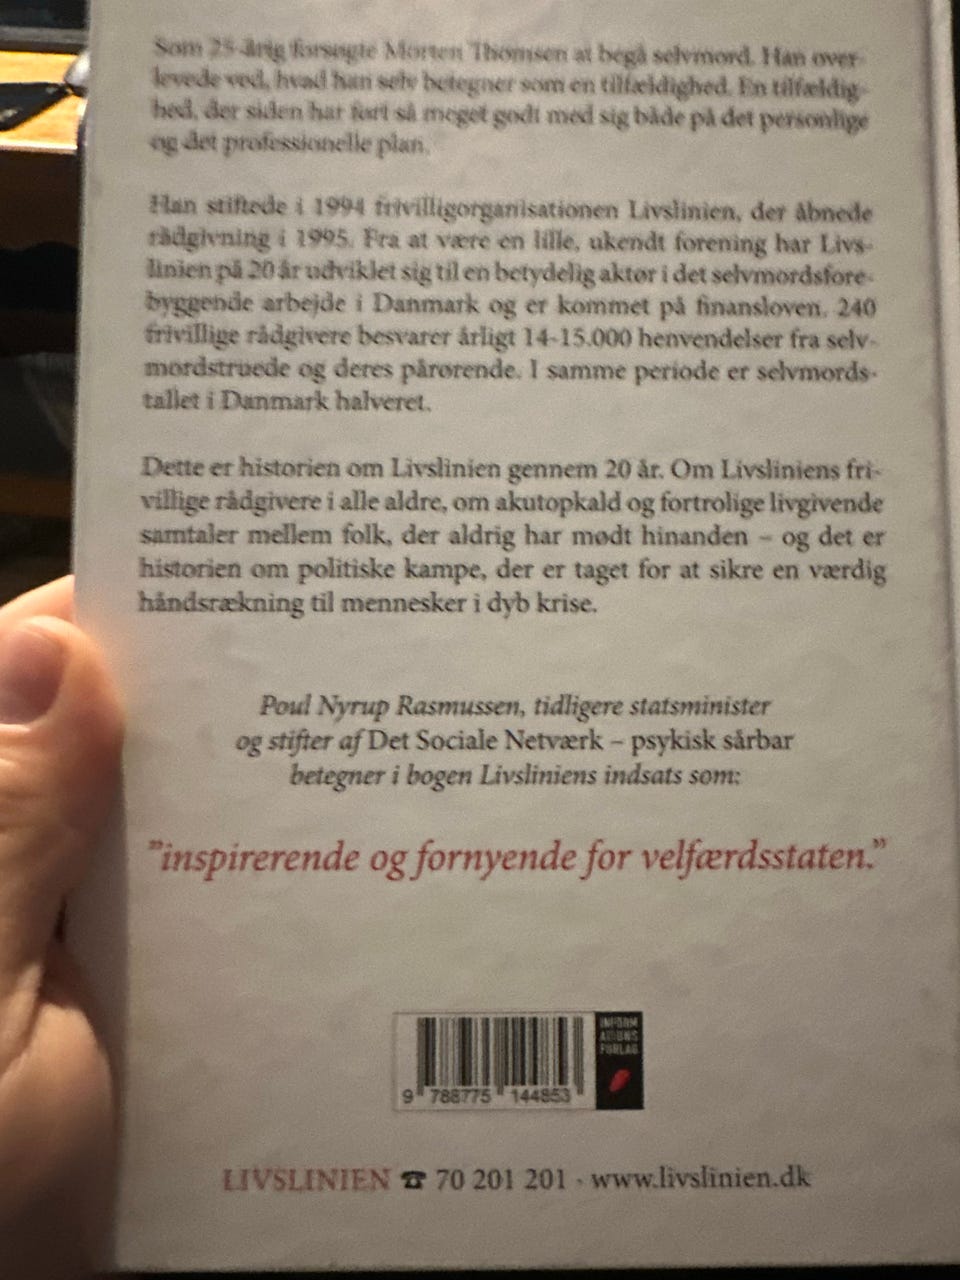 Som 25-årig forsøgte Morten Thomsen at begå selvmord. Han over-
levede ved, hvad han selv betegner som en tilfældighed. En tilfældig-
hed, der siden har ført så meget godt med sig både på det personlige
og det professionelle plan.
Han stiftede i 1994 frivilligorganisationen Livslinien, der åbnede
rådgivning i 1995. Fra at være en lille, ukendt forening har Livs-
linien på 20 år udviklet sig til en betydelig aktør i det selvmordsfore-
byggende arbejde i Danmark og er kommet på finansloven. 240
frivillige rådgivere besvarer årligt 14-15.000 henvendelser fra selv-
mordstruede og deres pårørende. I samme periode er selvmords-
tallet i Danmark halveret.
Dette er historien om Livslinien gennem 20 år. Om Livsliniens fri-
villige rådgivere i alle aldre, om akutopkald og fortrolige livgivende
samtaler mellem folk, der aldrig har mødt hinanden – og det er
historien om politiske kampe, der er taget for at sikre en værdig
håndsrækning til mennesker i dyb krise.
Poul Nyrup Rasmussen, tidligere statsminister
og stifter af Det Sociale Netværk – psykisk sårbar
betegner i bogen Livsliniens indsats som:
”inspirerende og fornyende for velfærdsstaten.”
INFORM
ATIONS
FORLAG
9 788775 144853
LIVSLINIEN ☎ 70 201 201 · www.livslinien.dk